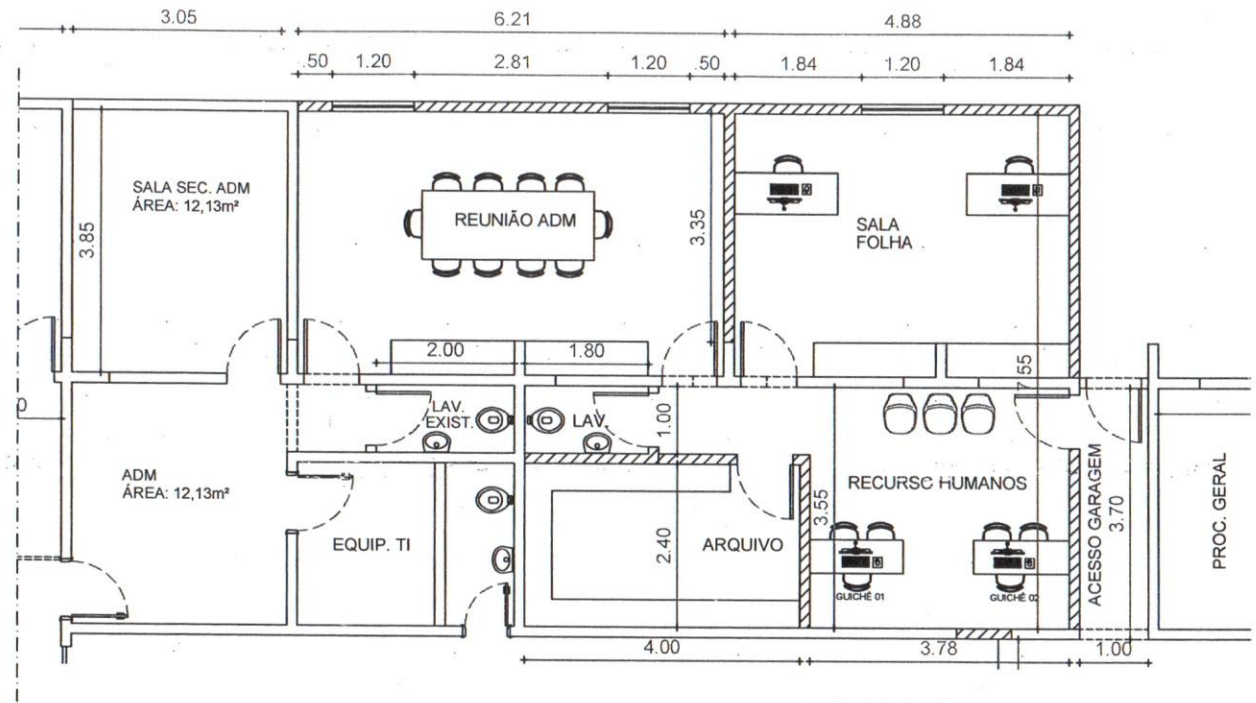 3.05
6.21
4.88
.50
1.20
2.81
1.20
.50
1.84
1.20
1.84
SALA SEC. ADM
ÁREA: 12,13m²
3.85
REUNIÃO ADM
3.35
SALA
FOLHA
2.00
1.80
7.55
0
LAV.
EXIST.
LAV.
1.00
ADM
ÁREA: 12,13m²
EQUIP. TI
2.40
ARQUIVO
3.55
RECURSO HUMANOS
GUICHÊ 01
GUICHÊ 02
ACESSO GARAGEM
3.70
PROC. GERAL
4.00
3.78
1.00